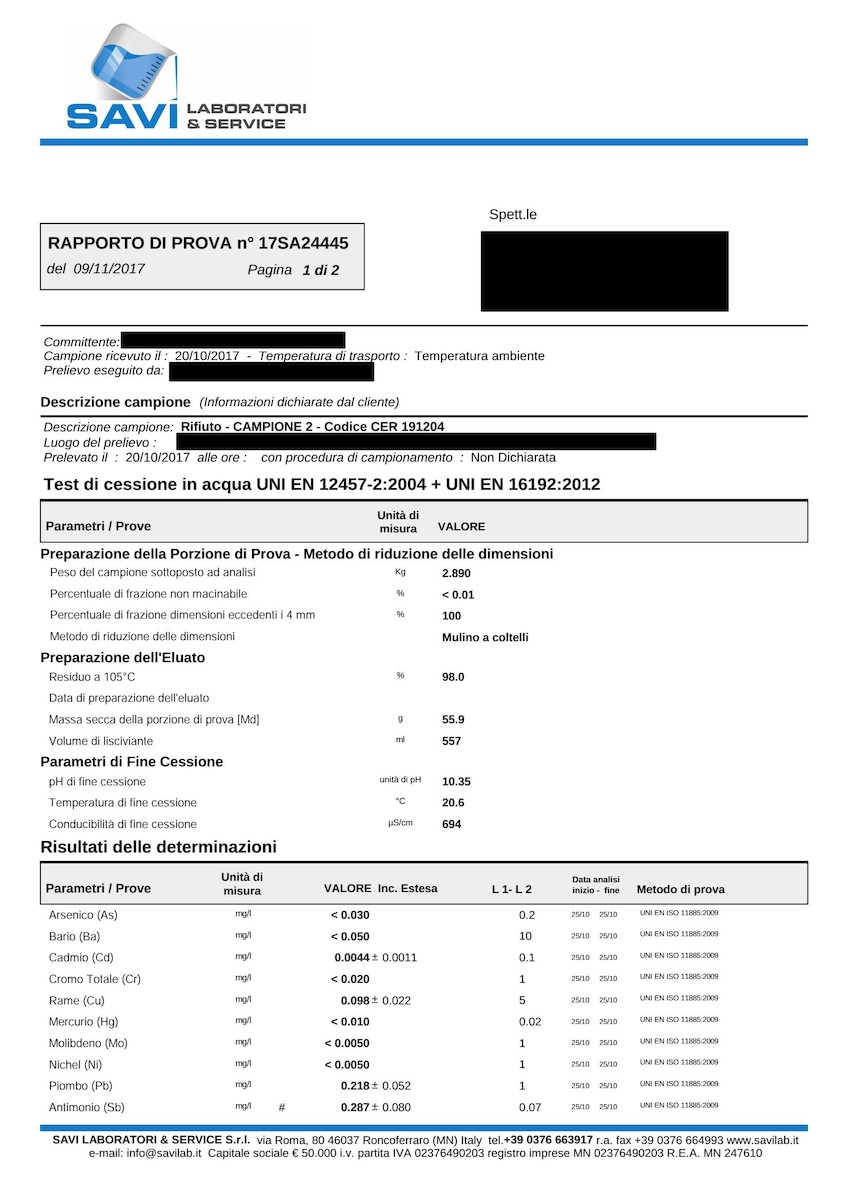 SAVI LABORATORI
& SERVICE
Spett.le
RAPPORTO DI PROVA n° 17SA24445
del 09/11/2017 Pagina 1 di 2
Committente:
Campione ricevuto il : 20/10/2017 - Temperatura di trasporto : Temperatura ambiente
Prelievo eseguito da:
Descrizione campione (Informazioni dichiarate dal cliente)
Descrizione campione: Rifiuto - CAMPIONE 2 - Codice CER 191204
Luogo del prelievo :
Prelevato il : 20/10/2017 alle ore : con procedura di campionamento : Non Dichiarata
Test di cessione in acqua UNI EN 12457-2:2004 + UNI EN 16192:2012
Parametri / Prove Unità di misura VALORE
Preparazione della Porzione di Prova - Metodo di riduzione delle dimensioni
Peso del campione sottoposto ad analisi Kg 2.890
Percentuale di frazione non macinabile % < 0.01
Percentuale di frazione dimensioni eccedenti i 4 mm % 100
Metodo di riduzione delle dimensioni Mulino a coltelli
Preparazione dell'Eluato
Residuo a 105°C % 98.0
Data di preparazione dell'eluato
Massa secca della porzione di prova [Md] g 55.9
Volume di lisciviante ml 557
Parametri di Fine Cessione
pH di fine cessione unità di pH 10.35
Temperatura di fine cessione °C 20.6
Conducibilità di fine cessione µS/cm 694
Risultati delle determinazioni
Parametri / Prove Unità di misura VALORE Inc. Estesa L 1- L 2 Data analisi inizio - fine Metodo di prova
Arsenico (As) mg/l < 0.030 0.2 25/10 25/10 UNI EN ISO 11885:2009
Bario (Ba) mg/l < 0.050 10 25/10 25/10 UNI EN ISO 11885:2009
Cadmio (Cd) mg/l 0.0044 ± 0.0011 0.1 25/10 25/10 UNI EN ISO 11885:2009
Cromo Totale (Cr) mg/l < 0.020 1 25/10 25/10 UNI EN ISO 11885:2009
Rame (Cu) mg/l 0.098 ± 0.022 5 25/10 25/10 UNI EN ISO 11885:2009
Mercurio (Hg) mg/l < 0.010 0.02 25/10 25/10 UNI EN ISO 11885:2009
Molibdeno (Mo) mg/l < 0.0050 1 25/10 25/10 UNI EN ISO 11885:2009
Nichel (Ni) mg/l < 0.0050 1 25/10 25/10 UNI EN ISO 11885:2009
Piombo (Pb) mg/l 0.218 ± 0.052 1 25/10 25/10 UNI EN ISO 11885:2009
Antimonio (Sb) mg/l # 0.287 ± 0.080 0.07 25/10 25/10 UNI EN ISO 11885:2009
SAVI LABORATORI & SERVICE S.r.l. via Roma, 80 46037 Roncoferraro (MN) Italy tel.+39 0376 663917 r.a. fax +39 0376 664993 www.savilab.it
e-mail: info@savilab.it Capitale sociale € 50.000 i.v. partita IVA 02376490203 registro imprese MN 02376490203 R.E.A. MN 247610